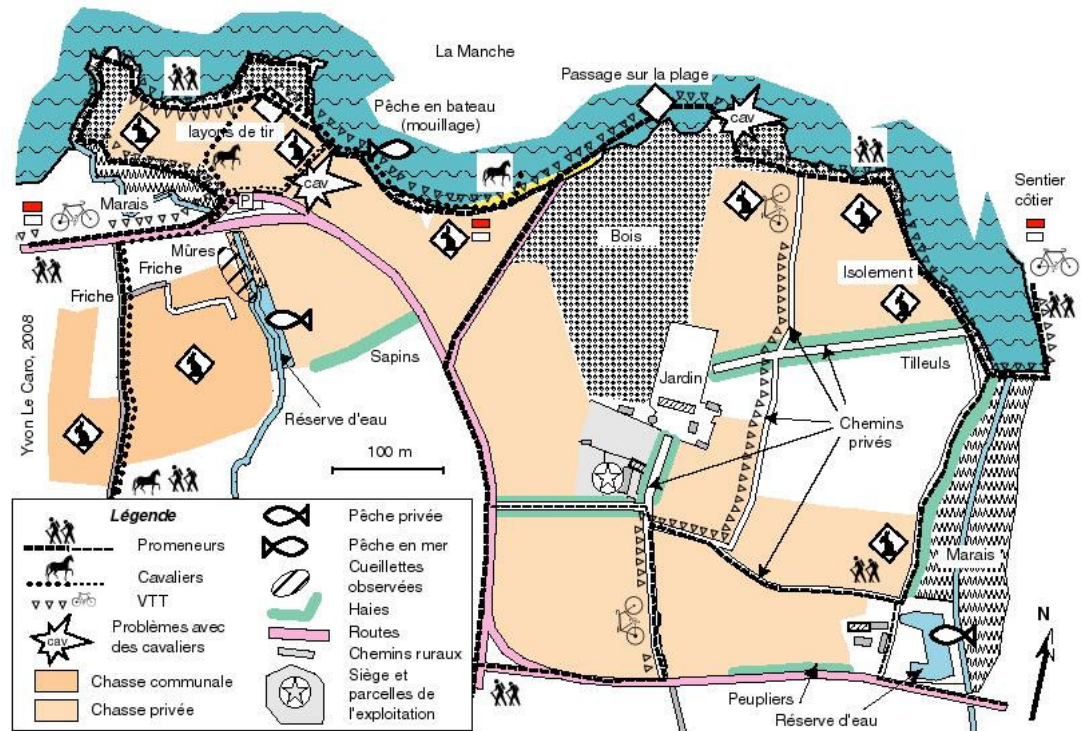 La Manche
Passage sur la plage
Pêche en bateau
(mouillage)
cav
layons de tir
cav
Sentier
côtier
Marais
P
Mûres
Bois
Friche
Isolement
Friche
Sapins
Jardin
Tilleuls
Réserve d'eau
Chemins
privés
100 m
Yvon Le Caro, 2008
Marais
N
Peupliers
Réserve d'eau
Légende
Promeneurs
Cavaliers
VTT
cav
Problèmes avec
des cavaliers
Chasse communale
Chasse privée
Pêche privée
Pêche en mer
Cueillettes
observées
Haies
Routes
Chemins ruraux
Siège et
parcelles de
l'exploitation